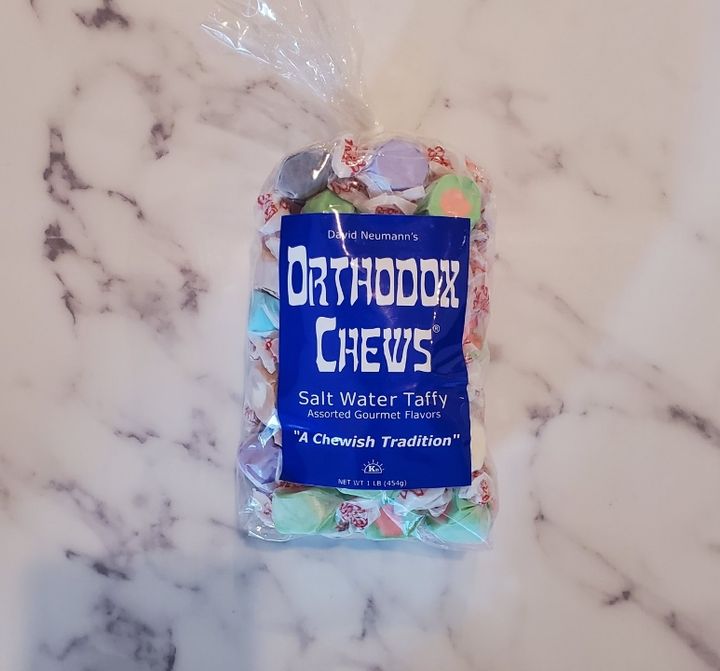 David Neumann's
ORTHODOX
CHEWS®
Salt Water Taffy
Assorted Gourmet Flavors
"A Chewish Tradition"
K
NET WT 1 LB (454g)